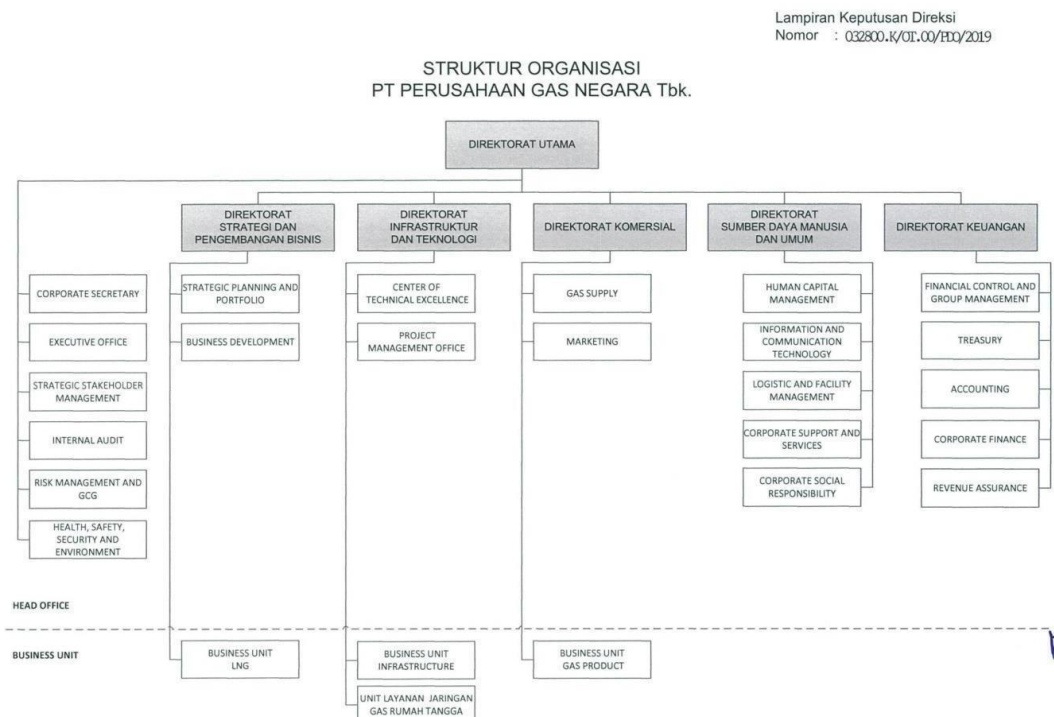 Lampiran Keputusan Direksi
Nomor : 032800.K/OT.00/PDO/2019
STRUKTUR ORGANISASI
PT PERUSAHAAN GAS NEGARA Tbk.
DIREKTORAT UTAMA
DIREKTORAT
STRATEGI DAN
PENGEMBANGAN BISNIS
DIREKTORAT
INFRASTRUKTUR
DAN TEKNOLOGI
DIREKTORAT KOMERSIAL
DIREKTORAT
SUMBER DAYA MANUSIA
DAN UMUM
DIREKTORAT KEUANGAN
CORPORATE SECRETARY
EXECUTIVE OFFICE
STRATEGIC STAKEHOLDER
MANAGEMENT
INTERNAL AUDIT
RISK MANAGEMENT AND
GCG
HEALTH, SAFETY,
SECURITY AND
ENVIRONMENT
STRATEGIC PLANNING AND
PORTFOLIO
BUSINESS DEVELOPMENT
CENTER OF
TECHNICAL EXCELLENCE
PROJECT
MANAGEMENT OFFICE
GAS SUPPLY
MARKETING
HUMAN CAPITAL
MANAGEMENT
INFORMATION AND
COMMUNICATION
TECHNOLOGY
LOGISTIC AND FACILITY
MANAGEMENT
CORPORATE SUPPORT AND
SERVICES
CORPORATE SOCIAL
RESPONSIBILITY
FINANCIAL CONTROL AND
GROUP MANAGEMENT
TREASURY
ACCOUNTING
CORPORATE FINANCE
REVENUE ASSURANCE
HEAD OFFICE
BUSINESS UNIT
BUSINESS UNIT
LNG
BUSINESS UNIT
INFRASTRUCTURE
UNIT LAYANAN JARINGAN
GAS RUMAH TANGGA
BUSINESS UNIT
GAS PRODUCT